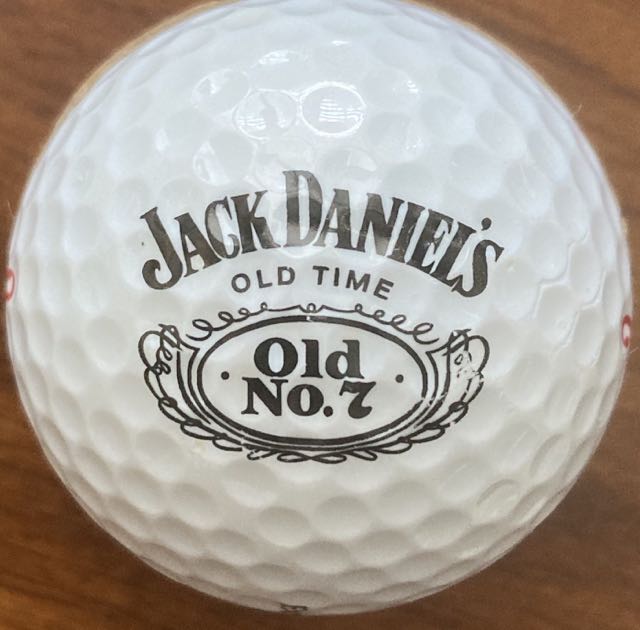 JACK DANIEL'S
OLD TIME
Old
No.7